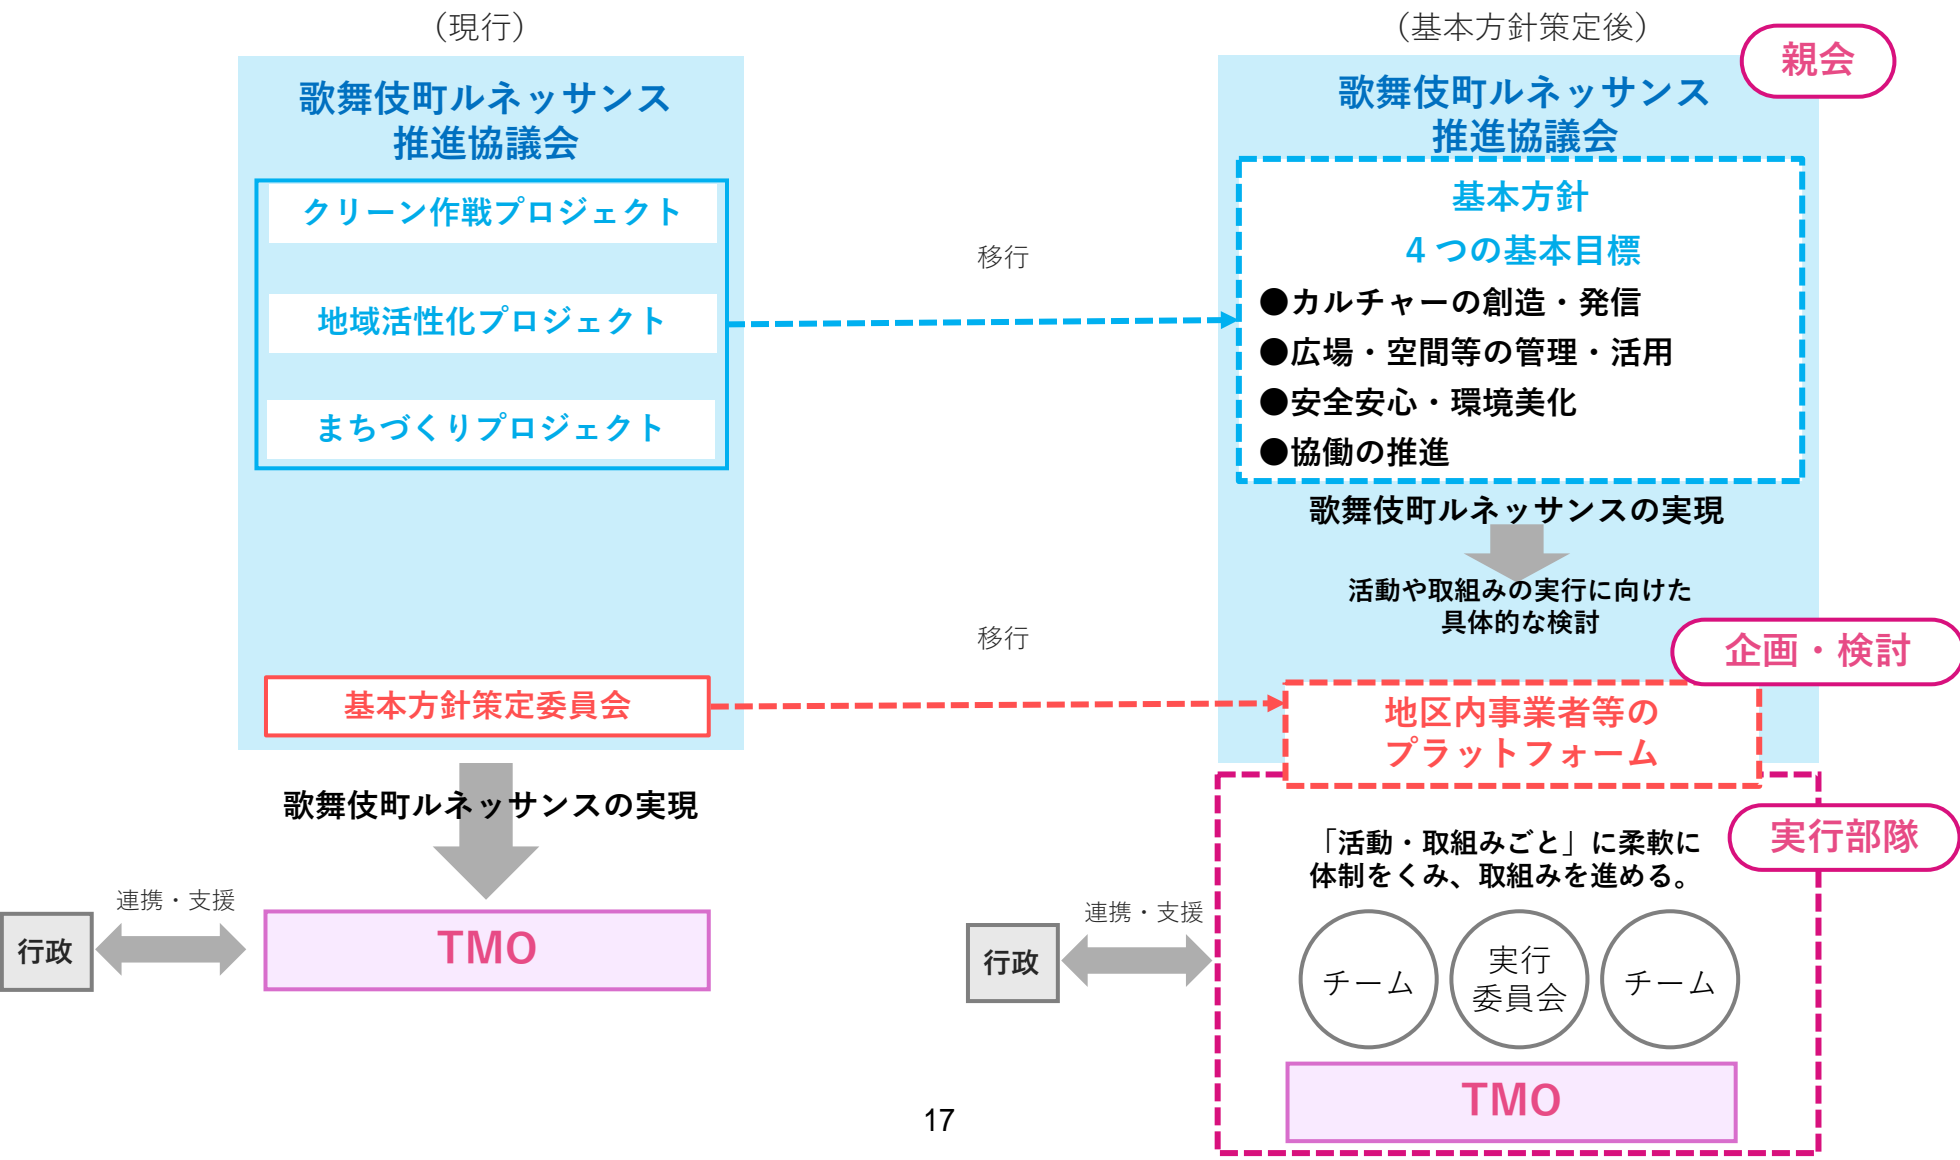 （現行）
歌舞伎町ルネッサンス
推進協議会
クリーン作戦プロジェクト
地域活性化プロジェクト
まちづくりプロジェクト
基本方針策定委員会
歌舞伎町ルネッサンスの実現
連携・支援
行政
TMO
移行
移行
（基本方針策定後）
親会
歌舞伎町ルネッサンス
推進協議会
基本方針
4つの基本目標
●カルチャーの創造・発信
●広場・空間等の管理・活用
●安全安心・環境美化
●協働の推進
歌舞伎町ルネッサンスの実現
活動や取組みの実行に向けた
具体的な検討
企画・検討
地区内事業者等の
プラットフォーム
実行部隊
「活動・取組みごと」に柔軟に
体制をくみ、取組みを進める。
連携・支援
行政
チーム
実行
委員会
チーム
TMO
17